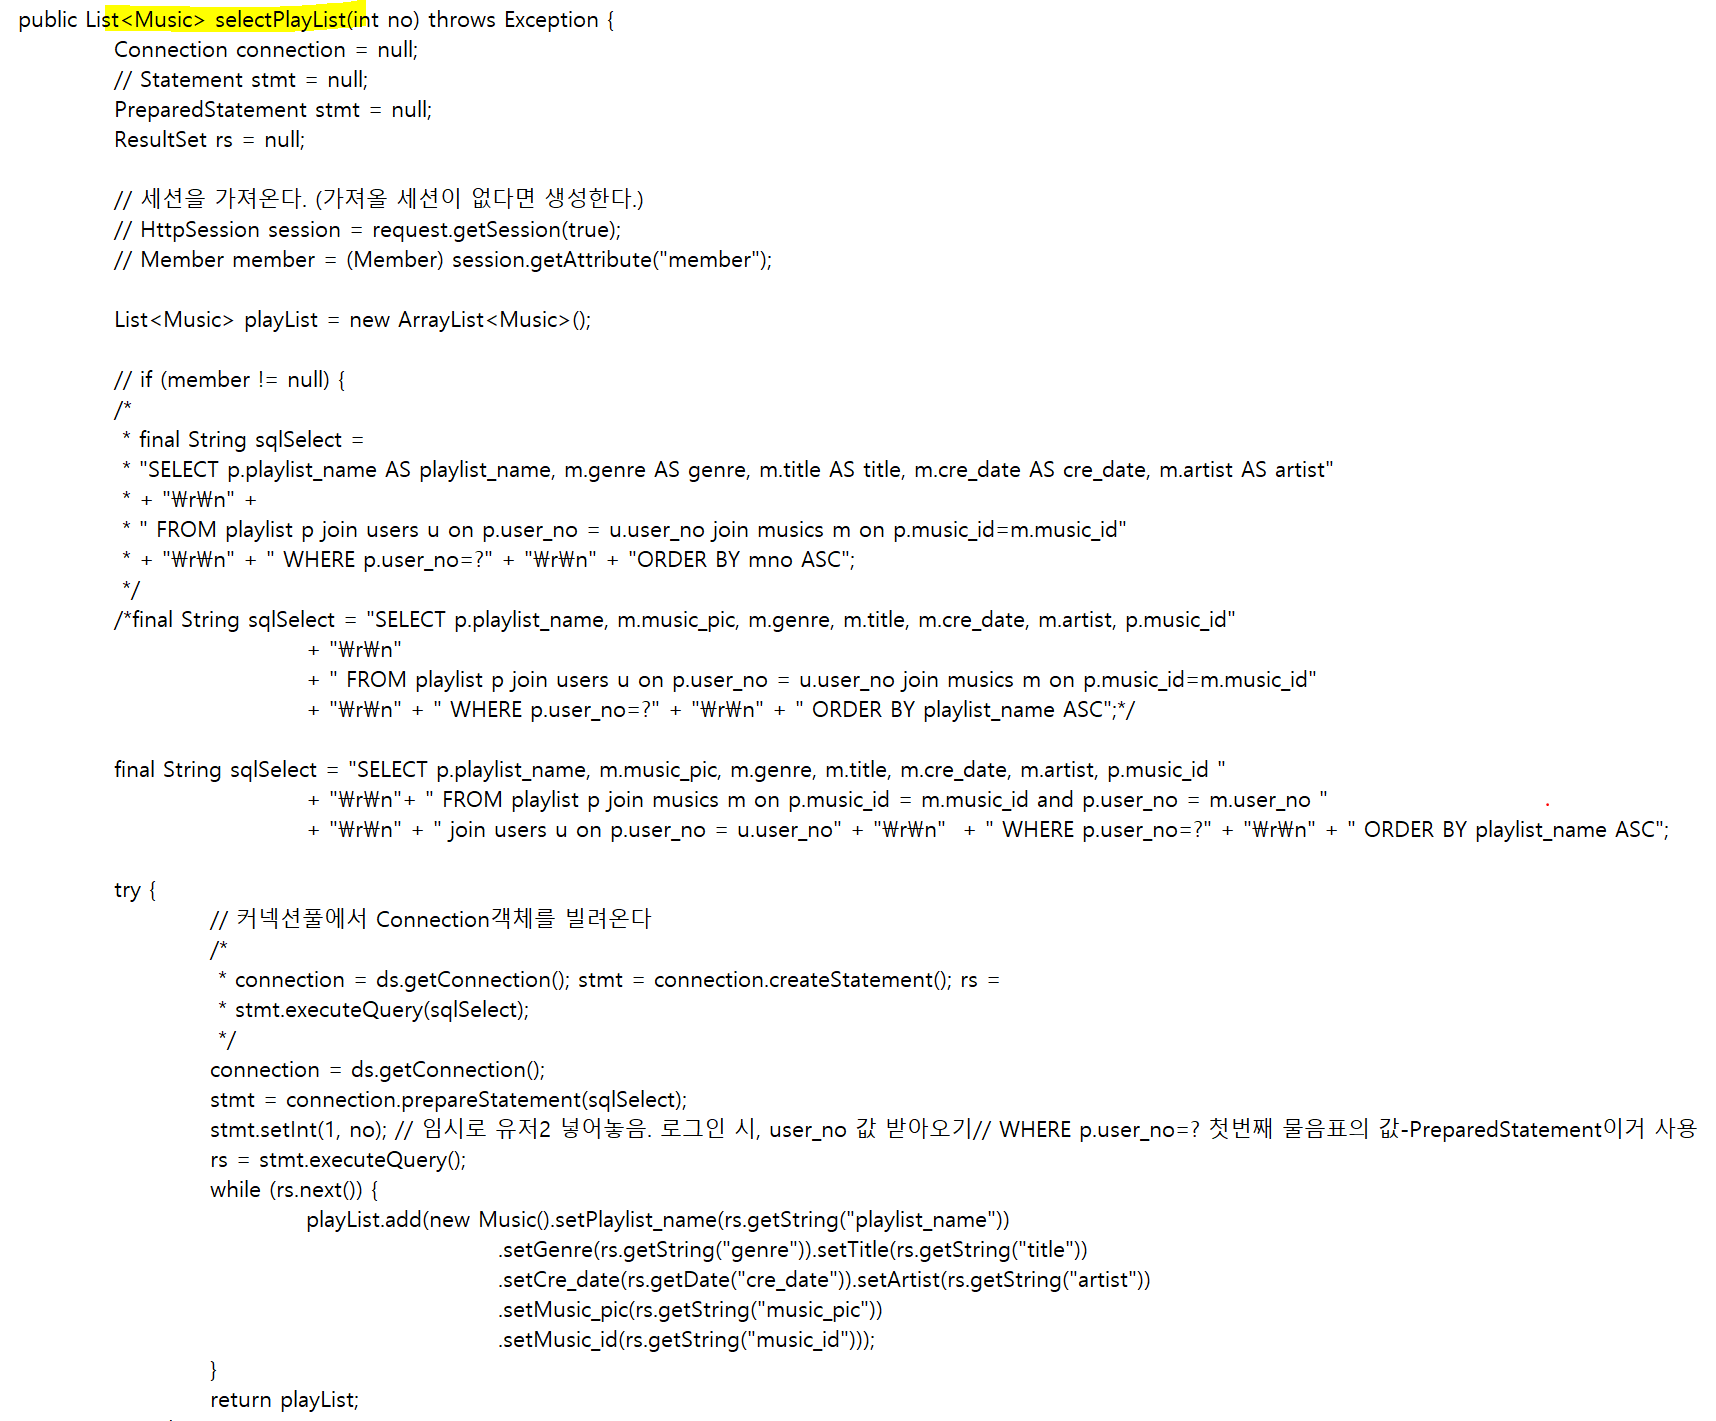 public List<Music> selectPlayList(int no) throws Exception {
Connection connection = null;
// Statement stmt = null;
PreparedStatement stmt = null;
ResultSet rs = null;
// 세션을 가져온다. (가져올 세션이 없다면 생성한다.)
// HttpSession session = request.getSession(true);
// Member member = (Member) session.getAttribute("member");
List<Music> playList = new ArrayList<Music>();
// if (member != null) {
/*
* final String sqlSelect =
* "SELECT p.playlist_name AS playlist_name, m.genre AS genre, m.title AS title, m.cre_date AS cre_date, m.artist AS artist"
* + "₩r₩n" +
* " FROM playlist p join users u on p.user_no = u.user_no join musics m on p.music_id=m.music_id"
* + "₩r₩n" + " WHERE p.user_no=?" + "₩r₩n" + "ORDER BY mno ASC";
*/
/*final String sqlSelect = "SELECT p.playlist_name, m.music_pic, m.genre, m.title, m.cre_date, m.artist, p.music_id"
+ "₩r₩n"
+ " FROM playlist p join users u on p.user_no = u.user_no join musics m on p.music_id=m.music_id"
+ "₩r₩n" + " WHERE p.user_no=?" + "₩r₩n" + " ORDER BY playlist_name ASC";*/
final String sqlSelect = "SELECT p.playlist_name, m.music_pic, m.genre, m.title, m.cre_date, m.artist, p.music_id "
+ "₩r₩n"+ " FROM playlist p join musics m on p.music_id = m.music_id and p.user_no = m.user_no "
+ "₩r₩n" + " join users u on p.user_no = u.user_no" + "₩r₩n"  + " WHERE p.user_no=?" + "₩r₩n" + " ORDER BY playlist_name ASC";
try {
// 커넥션풀에서 Connection객체를 빌려온다
/*
* connection = ds.getConnection(); stmt = connection.createStatement(); rs =
* stmt.executeQuery(sqlSelect);
*/
connection = ds.getConnection();
stmt = connection.prepareStatement(sqlSelect);
stmt.setInt(1, no); // 임시로 유저2 넣어놓음. 로그인 시, user_no 값 받아오기// WHERE p.user_no=? 첫번째 물음표의 값-PreparedStatement이거 사용
rs = stmt.executeQuery();
while (rs.next()) {
playList.add(new Music().setPlaylist_name(rs.getString("playlist_name"))
.setGenre(rs.getString("genre")).setTitle(rs.getString("title"))
.setCre_date(rs.getDate("cre_date")).setArtist(rs.getString("artist"))
.setMusic_pic(rs.getString("music_pic"))
.setMusic_id(rs.getString("music_id")));
}
return playList;